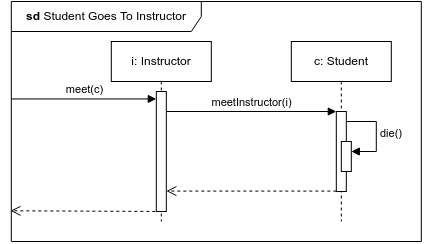 sd Student Goes To Instructor
i: Instructor
c: Student
meet(c)
meetInstructor(i)
die()